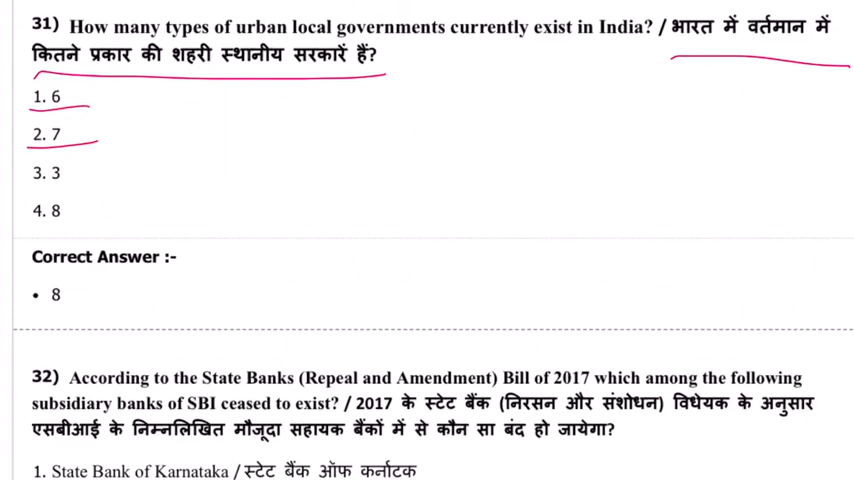 31) How many types of urban local governments currently exist in India? / भारत में वर्तमान में
कितने प्रकार की शहरी स्थानीय सरकारें हैं?
1. 6
2. 7
3. 3
4. 8
Correct Answer :-
• 8
32) According to the State Banks (Repeal and Amendment) Bill of 2017 which among the following
subsidiary banks of SBI ceased to exist? / 2017 के स्टेट बैंक (निरसन और संशोधन) विधेयक के अनुसार
एसबीआई के निम्नलिखित मौजूदा सहायक बैंकों में से कौन सा बंद हो जायेगा?
1. State Bank of Karnataka / स्टेट बैंक ऑफ कर्नाटक